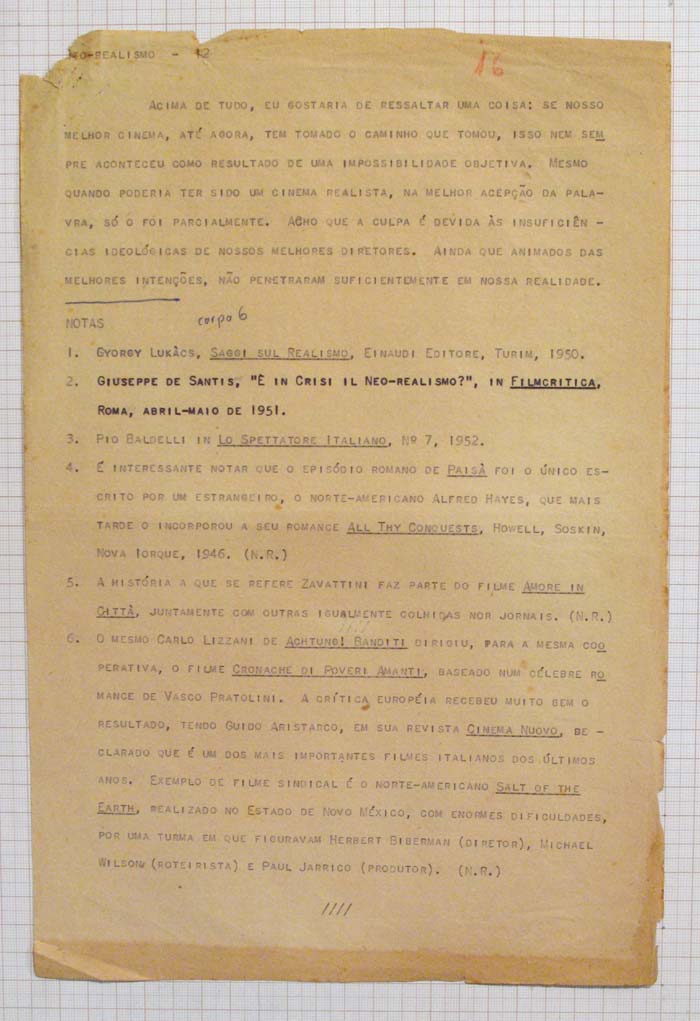 NEO-REALISMO - 12
16
ACIMA DE TUDO, EU GOSTARIA DE RESSALTAR UMA COISA: SE NOSSO
MELHOR CINEMA, ATÉ AGORA, TEM TOMADO O CAMINHO QUE TOMOU, ISSO NEM SEM
PRE ACONTECEU COMO RESULTADO DE UMA IMPOSSIBILIDADE OBJETIVA. MESMO
QUANDO PODERIA TER SIDO UM CINEMA REALISTA, NA MELHOR ACEPÇÃO DA PALA-
VRA, SÓ O FOI PARCIALMENTE. ACHO QUE A CULPA É DEVIDA ÀS INSUFICIÊN -
CIAS IDEOLÓGICAS DE NOSSOS MELHORES DIRETORES. AINDA QUE ANIMADOS DAS
MELHORES INTENÇÕES, NÃO PENETRARAM SUFICIENTEMENTE EM NOSSA REALIDADE.
NOTAS corpo 6
1. GYORGY LUKÀCS, SAGGI SUL REALISMO, EINAUDI EDITORE, TURIM, 1950.
2. GIUSEPPE DE SANTIS, "È IN CRISI IL NEO-REALISMO?", IN FILMCRITICA,
ROMA, ABRIL-MAIO DE 1951.
3. PIO BALDELLI IN LO SPETTATORE ITALIANO, Nº 7, 1952.
4. É INTERESSANTE NOTAR QUE O EPISÓDIO ROMANO DE PAISÀ FOI O ÚNICO ES-
CRITO POR UM ESTRANGEIRO, O NORTE-AMERICANO ALFRED HAYES, QUE MAIS
TARDE O INCORPOROU A SEU ROMANCE ALL THY CONQUESTS, HOWELL, SOSKIN,
NOVA IORQUE, 1946. (N.R.)
5. A HISTÓRIA A QUE SE REFERE ZAVATTINI FAZ PARTE DO FILME AMORE IN
CITTÀ, JUNTAMENTE COM OUTRAS IGUALMENTE COLHIDAS NOR JORNAIS. (N.R.)
////
6. O MESMO CARLO LIZZANI DE ACHTUNG! BANDITI DIRIGIU, PARA A MESMA COO
PERATIVA, O FILME CRONACHE DI POVERI AMANTI, BASEADO NUM CÉLEBRE RO
MANCE DE VASCO PRATOLINI. A CRÍTICA EUROPÉIA RECEBEU MUITO BEM O
RESULTADO, TENDO GUIDO ARISTARCO, EM SUA REVISTA CINEMA NUOVO, DE -
CLARADO QUE É UM DOS MAIS IMPORTANTES FILMES ITALIANOS DOS ÚLTIMOS
ANOS. EXEMPLO DE FILME SINDICAL É O NORTE-AMERICANO SALT OF THE
EARTH, REALIZADO NO ESTADO DE NOVO MÉXICO, COM ENORMES DIFICULDADES,
POR UMA TURMA EM QUE FIGURAVAM HERBERT BIBERMAN (DIRETOR), MICHAEL
WILSON (ROTEIRISTA) E PAUL JARRICO (PRODUTOR). (N.R.)
////